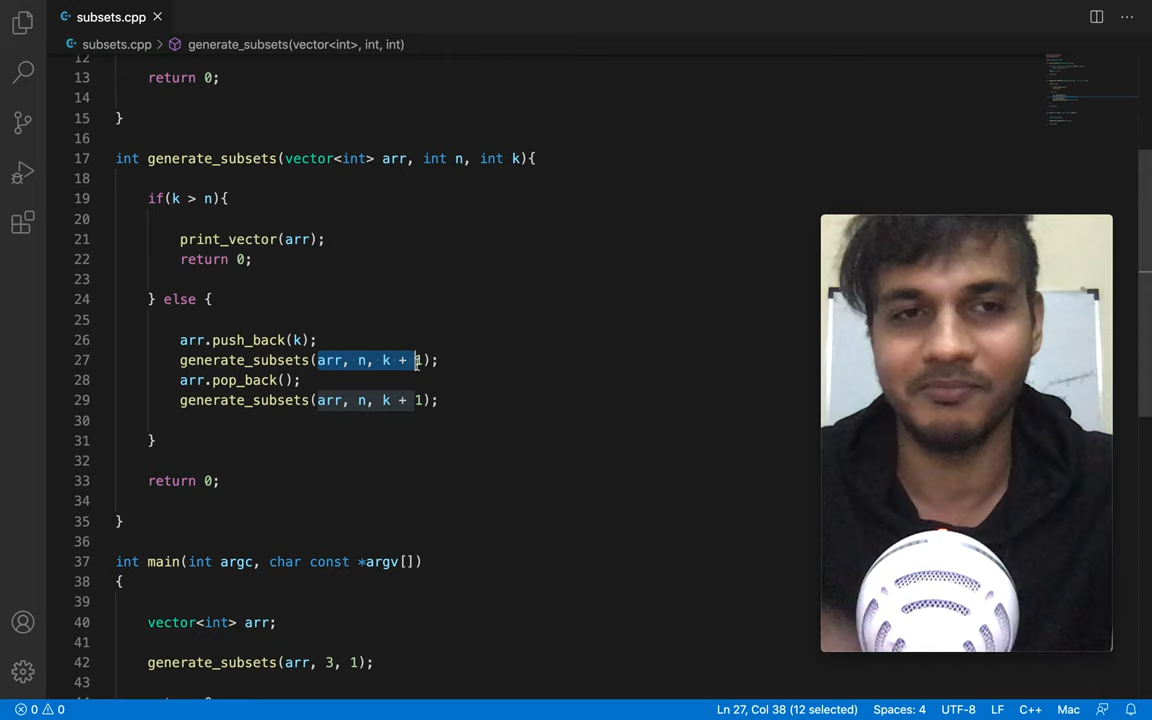 subsets.cpp
subsets.cpp > generate_subsets(vector<int>, int, int)
12
13 return 0;
14
15 }
16
17 int generate_subsets(vector<int> arr, int n, int k){
18
19 if(k > n){
20
21 print_vector(arr);
22 return 0;
23
24 } else {
25
26 arr.push_back(k);
27 generate_subsets(arr, n, k + 1);
28 arr.pop_back();
29 generate_subsets(arr, n, k + 1);
30
31 }
32
33 return 0;
34
35 }
36
37 int main(int argc, char const *argv[])
38 {
39
40 vector<int> arr;
41
42 generate_subsets(arr, 3, 1);
43
0 0 Ln 27, Col 38 (12 selected) Spaces: 4 UTF-8 LF C++ Mac